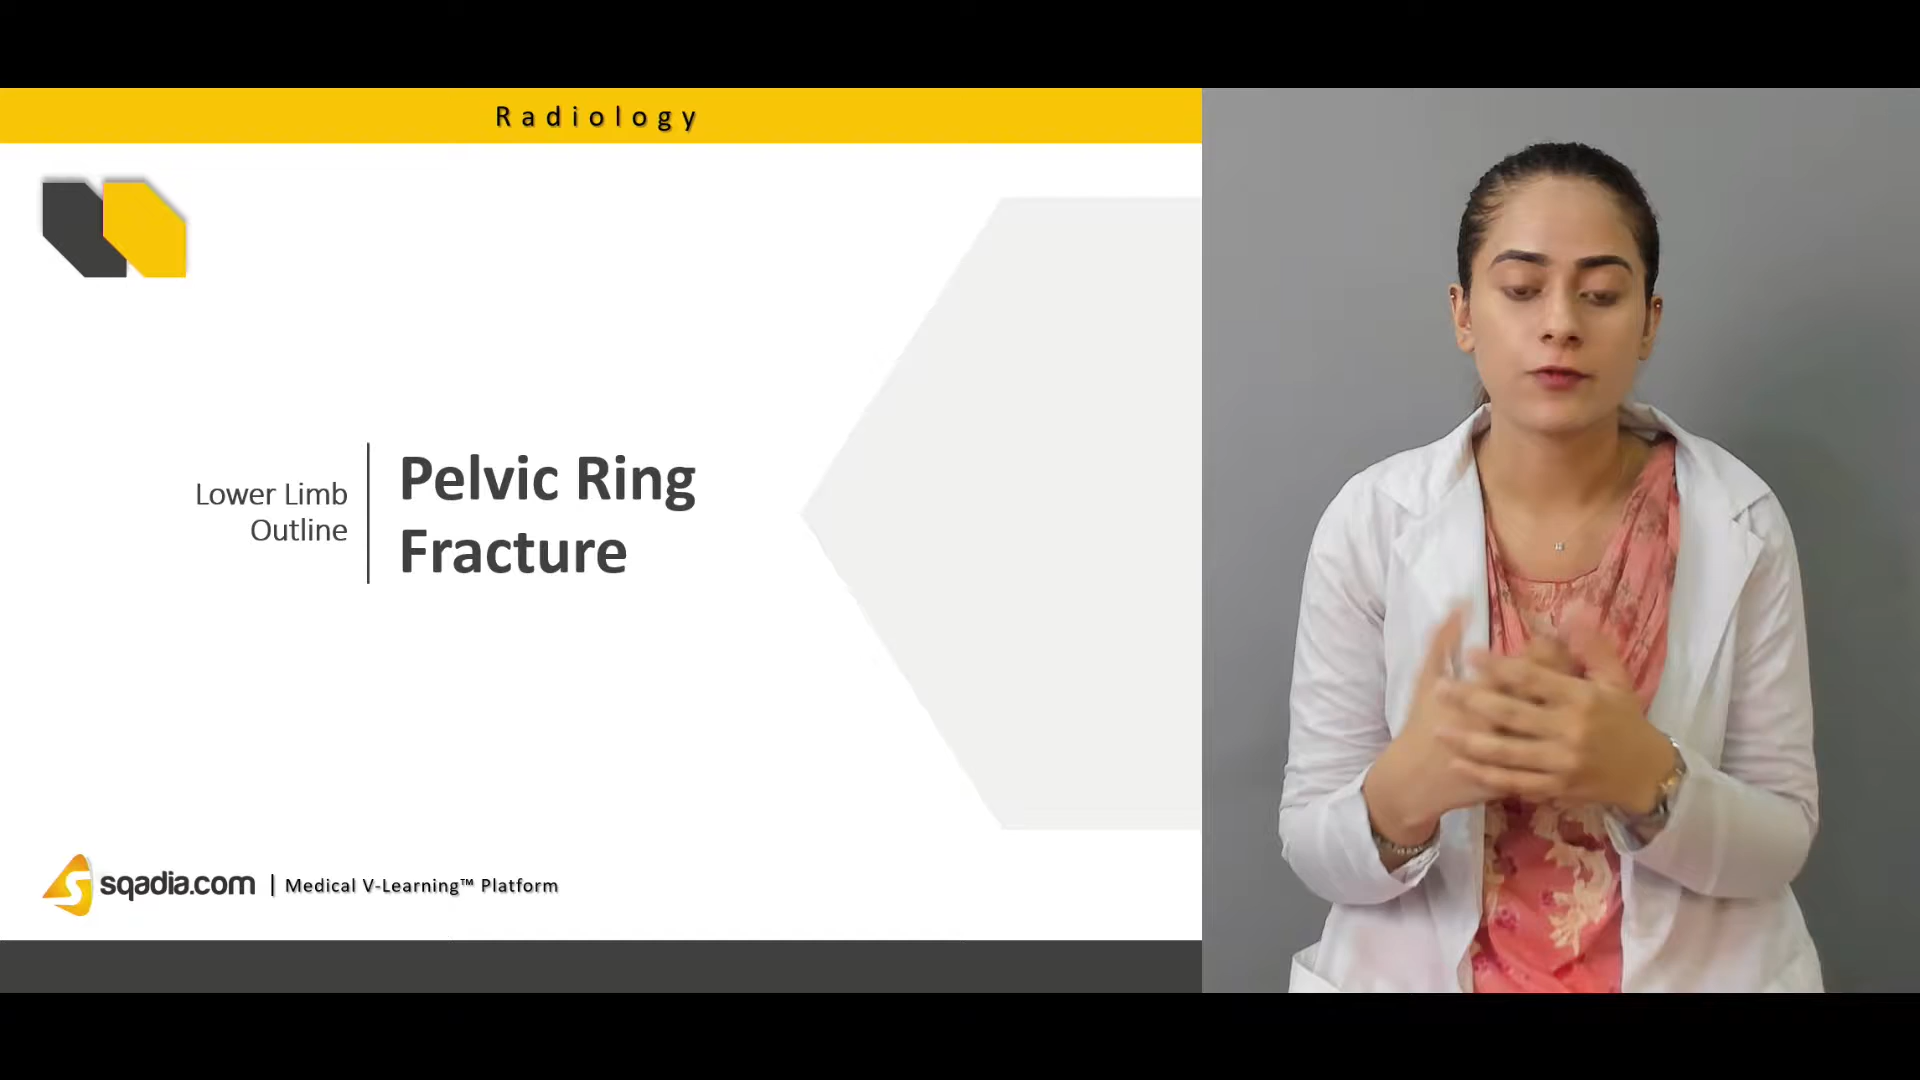 Radiology
Lower Limb
Outline
Pelvic Ring
Fracture
sqadia.com | Medical V-Learning™ Platform